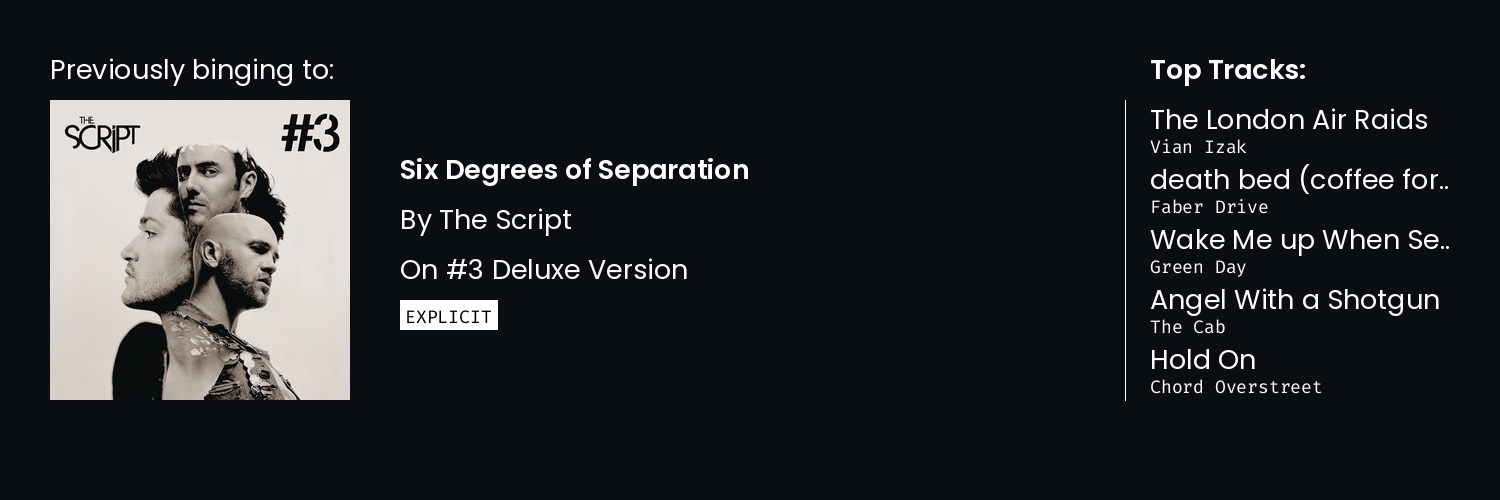 Previously binging to:
THE
SCRIPT
#3
Six Degrees of Separation
By The Script
On #3 Deluxe Version
EXPLICIT
Top Tracks:
The London Air Raids
Vian Izak
death bed (coffee for..
Faber Drive
Wake Me up When Se..
Green Day
Angel With a Shotgun
The Cab
Hold On
Chord Overstreet